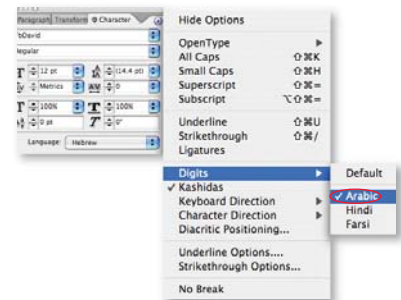 Paragraph Transform Character
bDavid
Regular
12 pt (14.4 pt)
Metrics 0
100% 100%
0 pt 0°
Language: Hebrew
Hide Options
OpenType
All Caps ⇧⌘K
Small Caps ⇧⌘H
Superscript ⇧⌘=
Subscript ⌥⇧⌘=
Underline ⇧⌘U
Strikethrough ⇧⌘/
Ligatures
Digits
✓ Kashidas
Keyboard Direction
Character Direction
Diacritic Positioning...
Underline Options....
Strikethrough Options...
No Break
Default
✓ Arabic
Hindi
Farsi